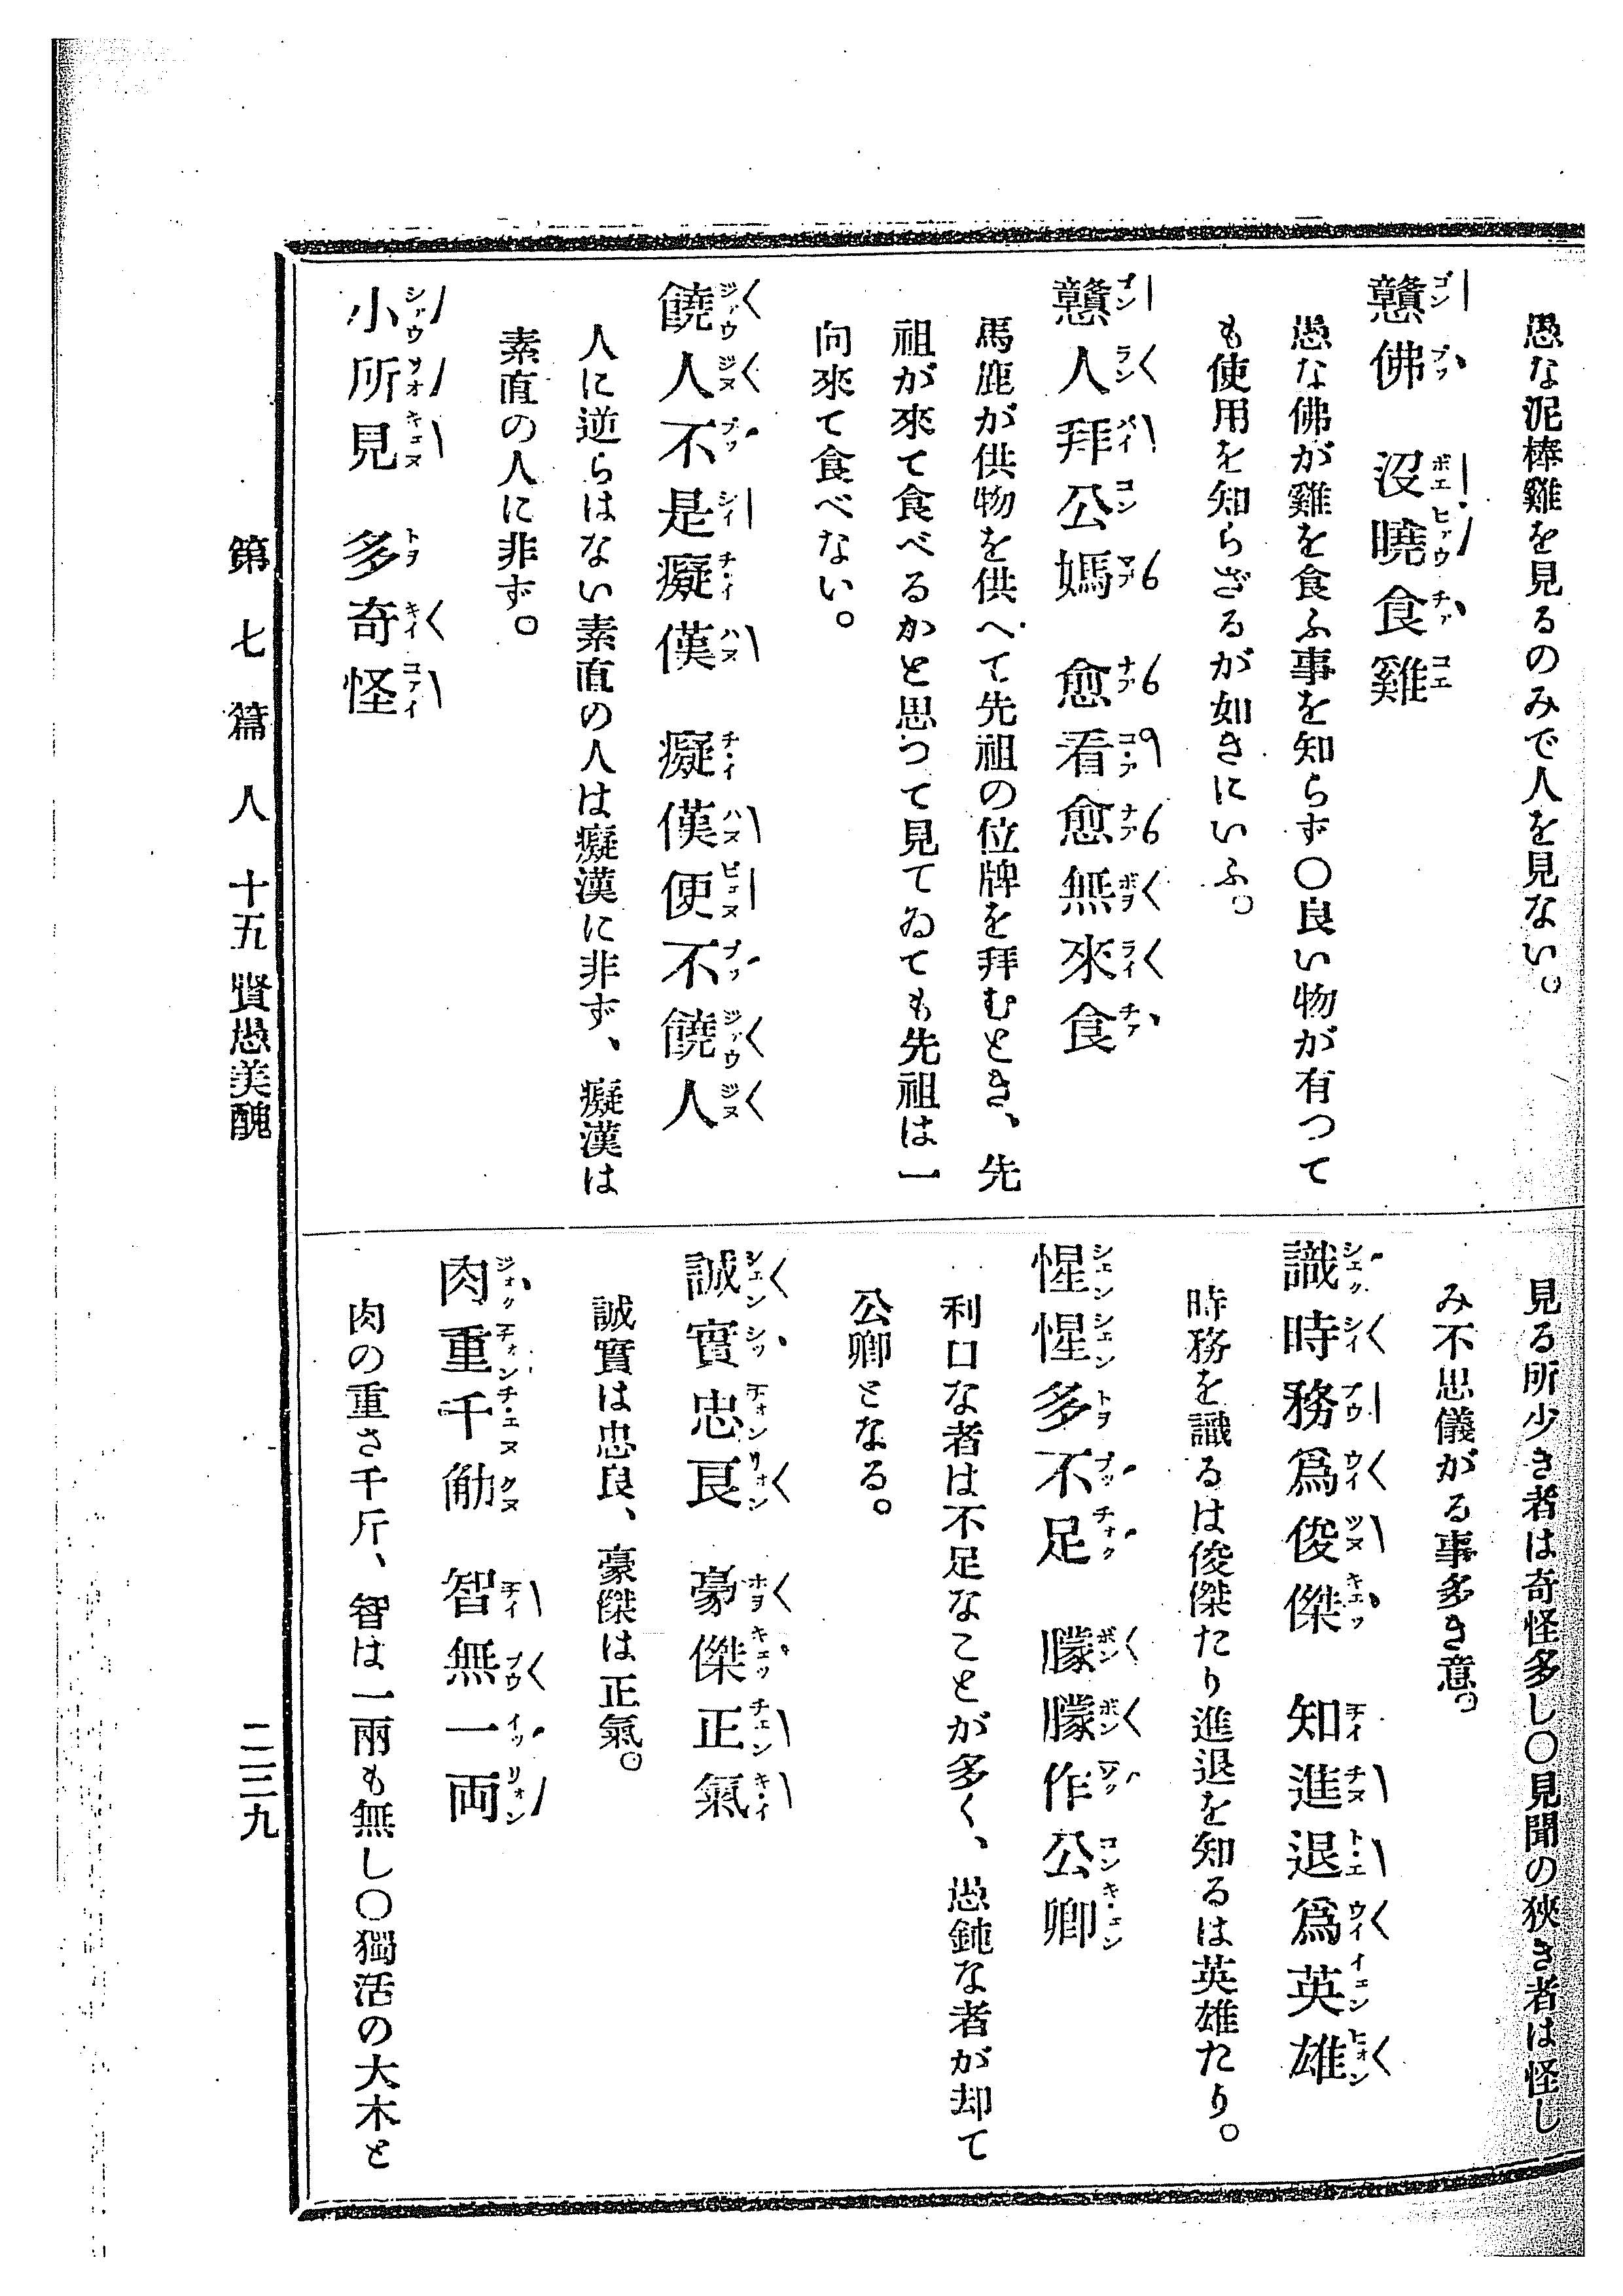 愚な泥棒雞を見るのみで人を見ない。
戇佛 沒曉食雞
愚な佛が雞を食ふ事を知らず〇良い物が有つて
も使用を知らざるが如きにいふ。
戇人拜公媽 愈看愈無來食
馬鹿が供物を供へて先祖の位牌を拜むとき、先
祖が來て食べるかと思つて見てゐても先祖は一
向來て食べない。
饒人不是癡漢 癡漢便不饒人
人に逆らはない素直の人は癡漢に非ず、癡漢は
素直の人に非ず。
小所見 多奇怪
見る所少き者は奇怪多し〇見聞の狹き者は怪し
み不思儀がる事多き意。
識時務爲俊傑 知進退爲英雄
時務を識るは俊傑たり進退を知るは英雄たり。
惺惺多不足 朦朦作公卿
利口な者は不足なことが多く、愚鈍な者が却て
公卿となる。
誠實忠良 豪傑正氣
誠實は忠良、豪傑は正氣。
肉重千觔 智無一両
肉の重さ千斤、智は一兩も無し〇獨活の大木と
第七篇 人 十五 賢愚美醜
二三九